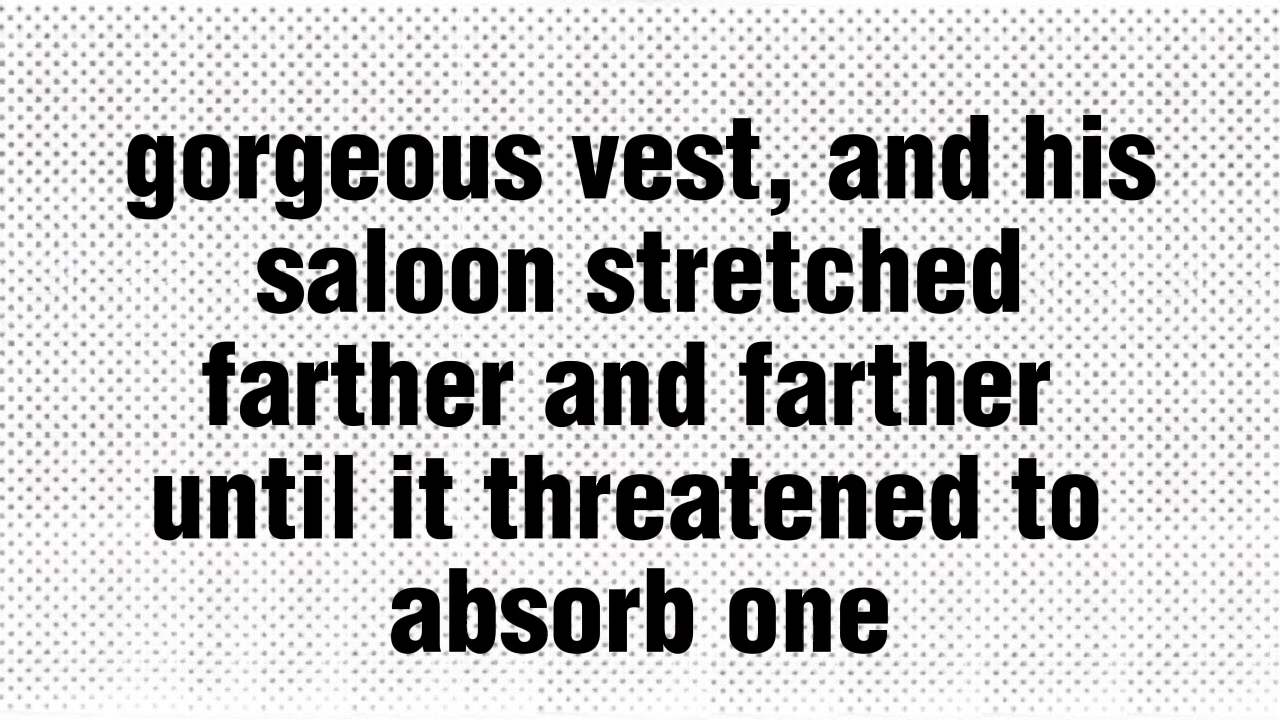 gorgeous vest, and his
saloon stretched
farther and farther
until it threatened to
absorb one